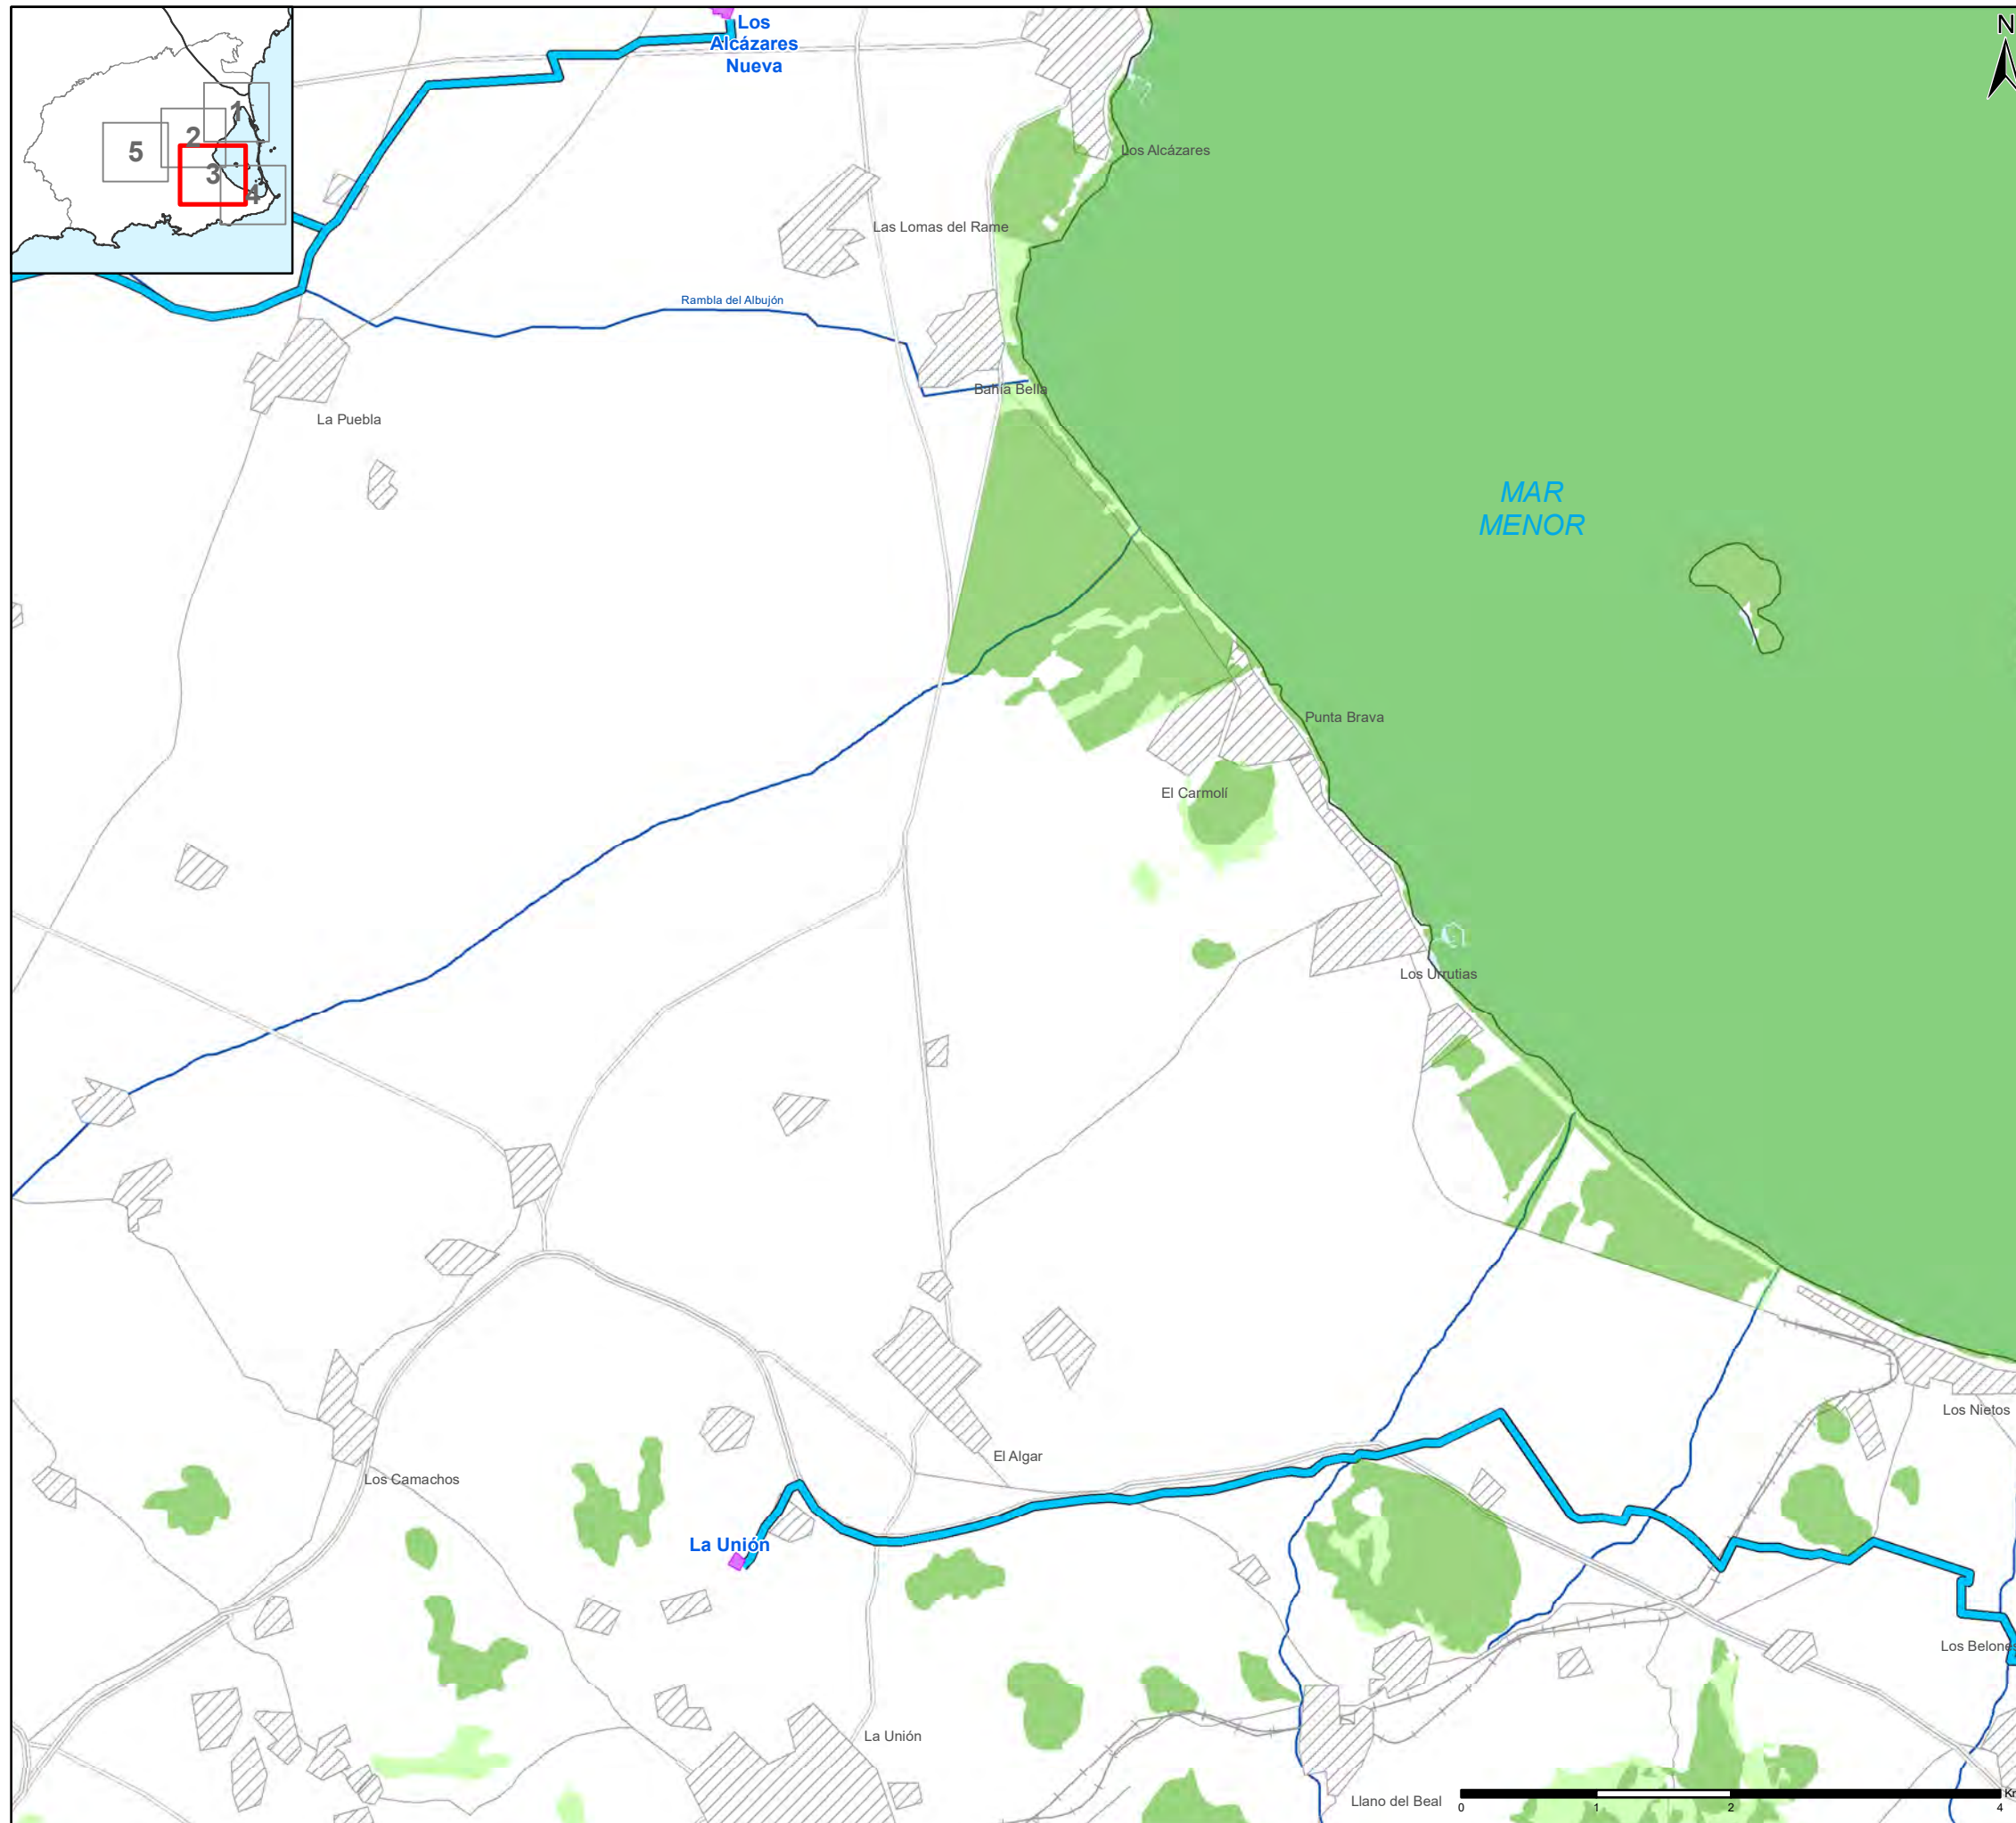 Los
Alcázares
Nueva
N
1
2
5
3
4
Los Alcázares
Las Lomas del Rame
Rambla del Albujón
Bahía Bella
La Puebla
MAR
MENOR
Punta Brava
El Carmolí
Los Urrutias
Los Nietos
El Algar
Los Camachos
La Unión
Los Belones
La Unión
Llano del Beal
Km
0
1
2
4